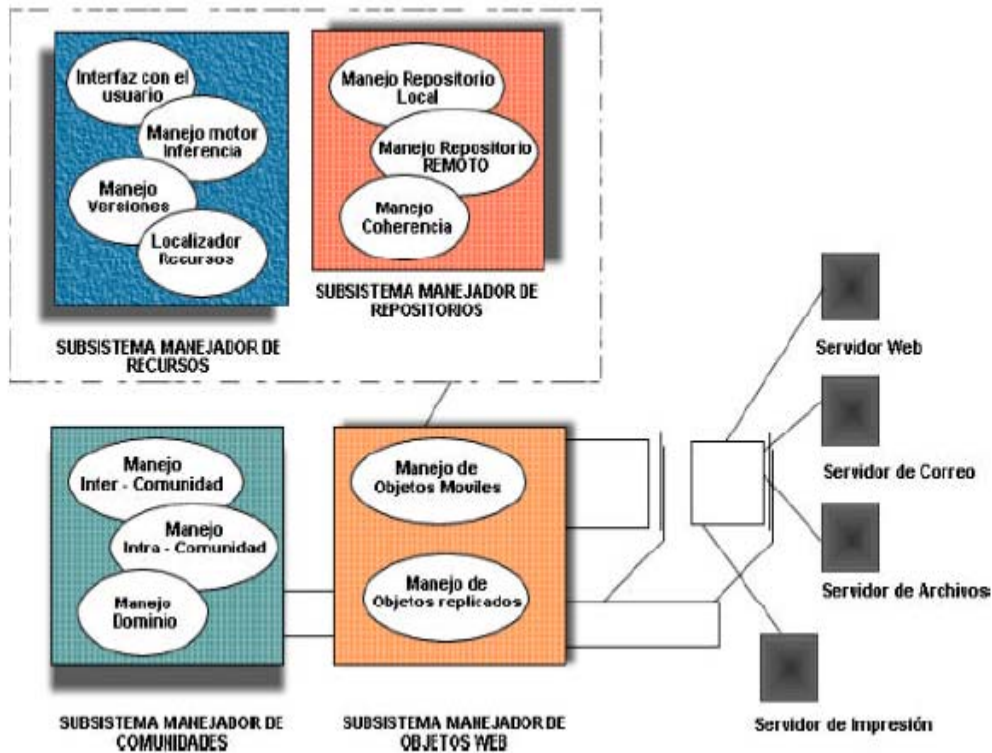 Interfaz con el
usuario
Manejo motor
Inferencia
Manejo
Versiones
Localizador
Recursos
SUBSISTEMA MANEJADOR DE
RECURSOS
Manejo Repositorio
Local
Manejo Repositorio
REMOTO
Manejo
Coherencia
SUBSISTEMA MANEJADOR DE
REPOSITORIOS
Manejo
Inter - Comunidad
Manejo
Intra - Comunidad
Manejo
Dominio
SUBSISTEMA MANEJADOR DE
COMUNIDADES
Manejo de
Objetos Moviles
Manejo de
Objetos replicados
SUBSISTEMA MANEJADOR DE
OBJETOS WEB
Servidor Web
Servidor de Correo
Servidor de Archivos
Servidor de Impresión